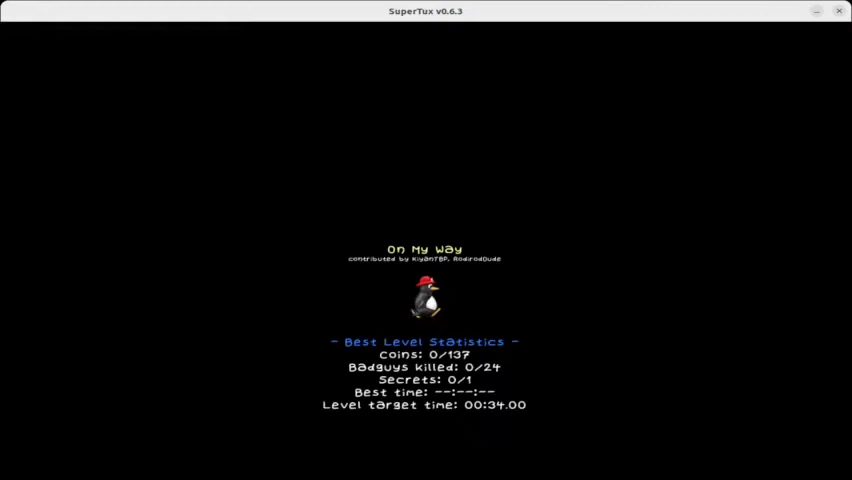 SuperTux v0.6.3
On My Way
contributed by KiyanTBP, RodirodDude
- Best Level Statistics -
Coins: 0/137
Badguys killed: 0/24
Secrets: 0/1
Best time: --:--:--
Level target time: 00:34.00